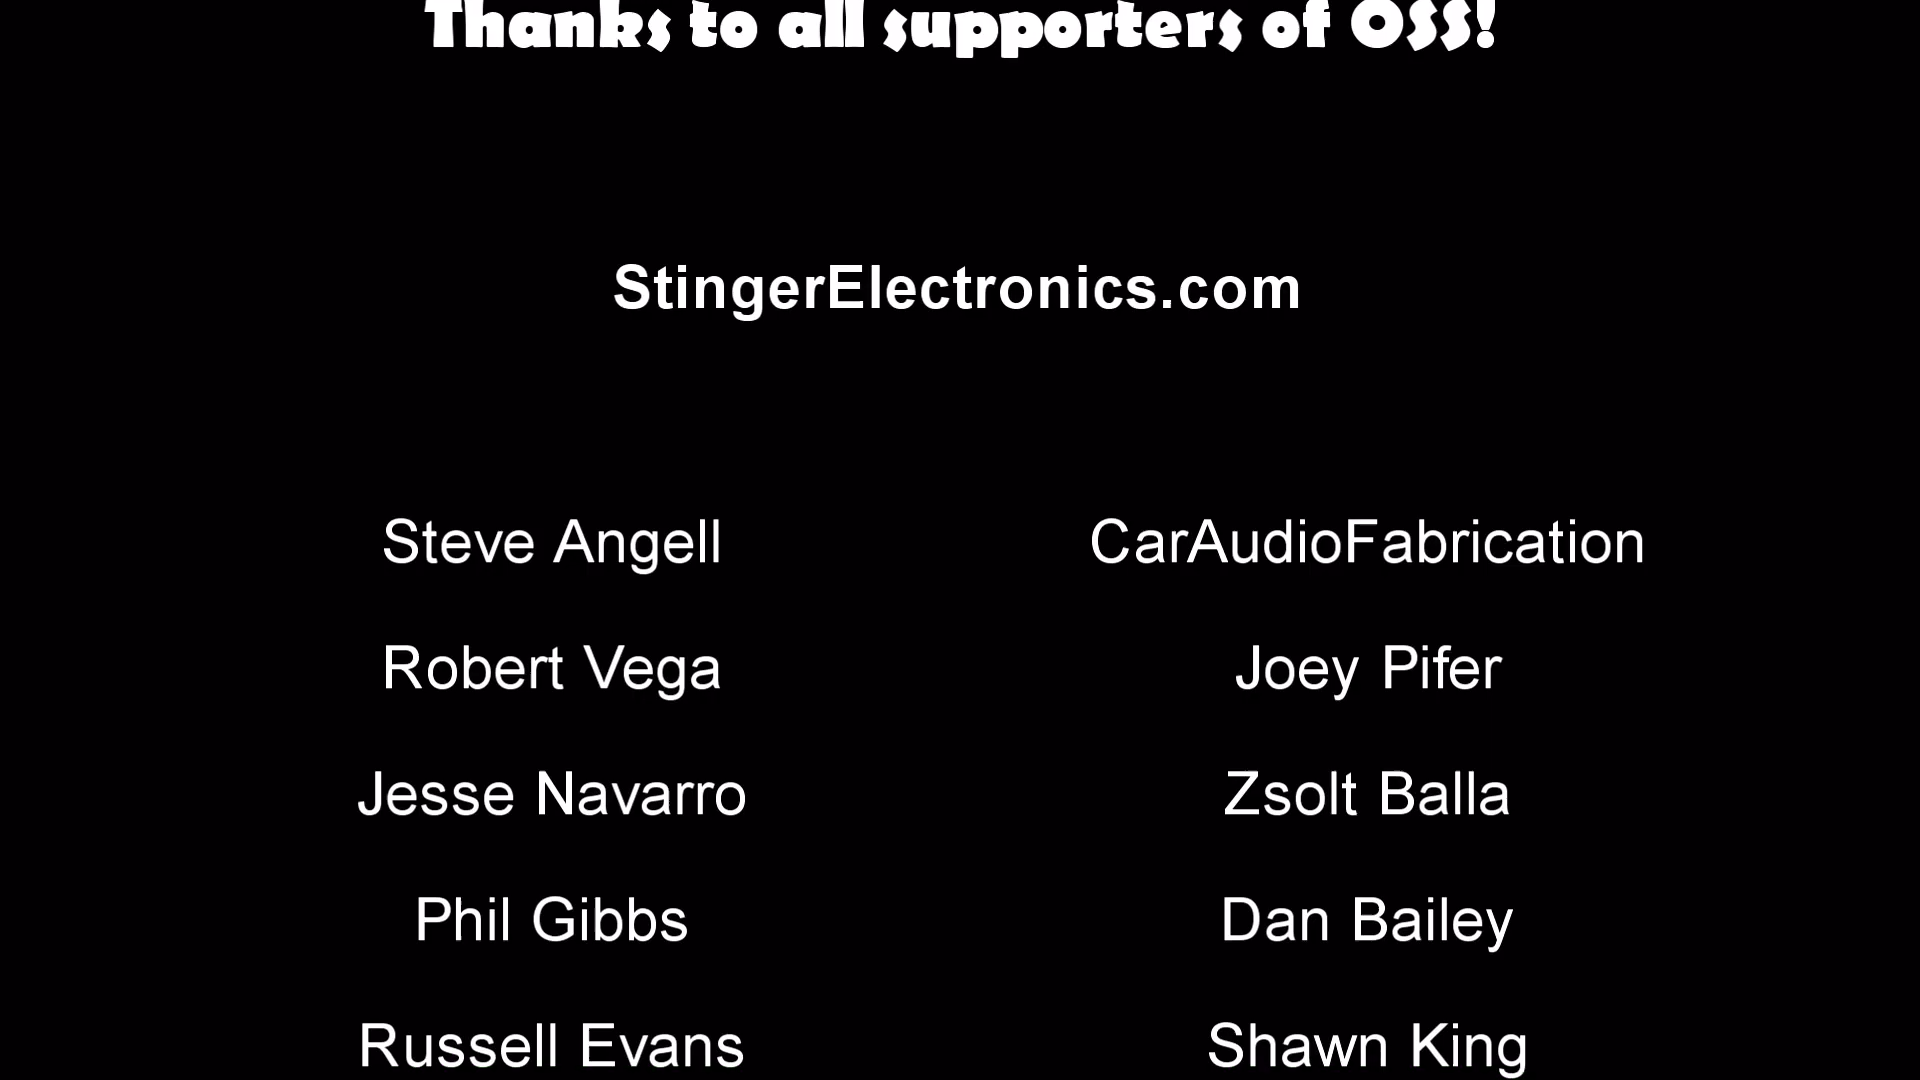 Thanks to all supporters of OSS!
StingerElectronics.com
Steve Angell CarAudioFabrication
Robert Vega Joey Pifer
Jesse Navarro Zsolt Balla
Phil Gibbs Dan Bailey
Russell Evans Shawn King